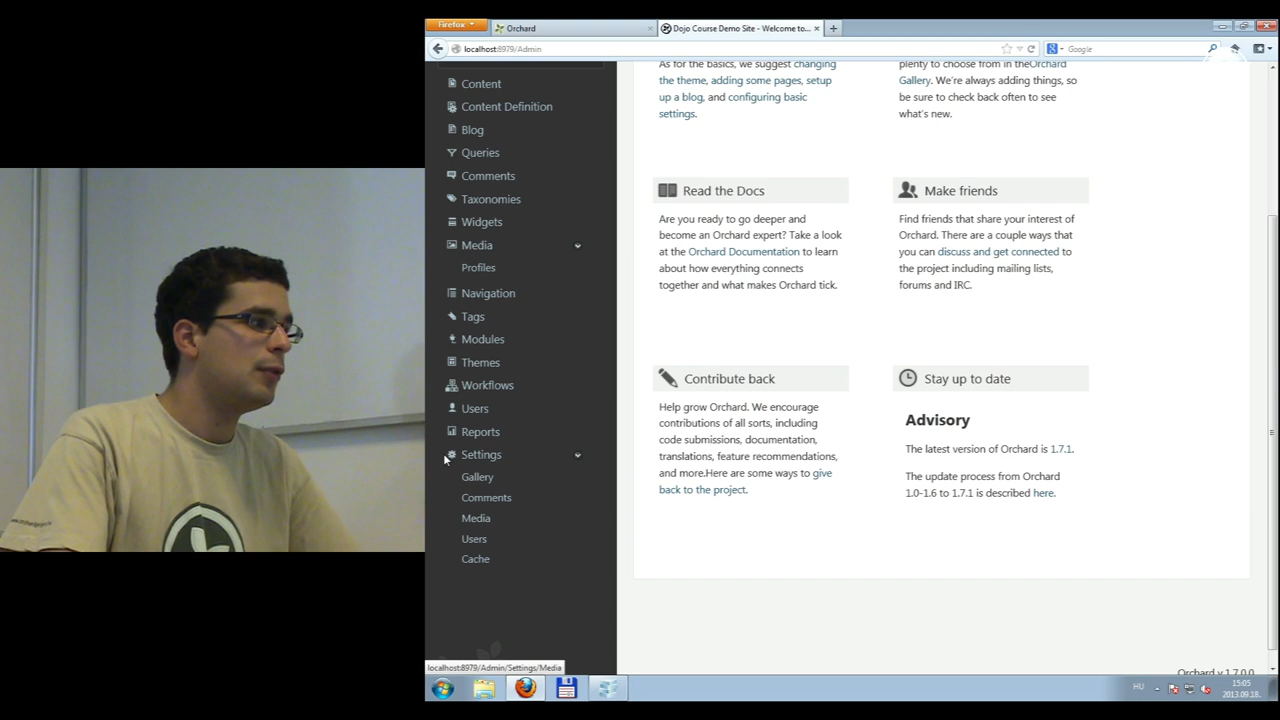 Firefox
Orchard
Dojo Course Demo Site - Welcome to...
localhost:8979/Admin
Google
Content
Content Definition
Blog
Queries
Comments
Taxonomies
Widgets
Media
Profiles
Navigation
Tags
Modules
Themes
Workflows
Users
Reports
Settings
Gallery
Comments
Media
Users
Cache
As for the basics, we suggest changing
the theme, adding some pages, setup
up a blog, and configuring basic
settings.
plenty to choose from in theOrchard
Gallery. We're always adding things, so
be sure to check back often to see
what's new.
Read the Docs
Are you ready to go deeper and
become an Orchard expert? Take a look
at the Orchard Documentation to learn
about how everything connects
together and what makes Orchard tick.
Make friends
Find friends that share your interest of
Orchard. There are a couple ways that
you can discuss and get connected to
the project including mailing lists,
forums and IRC.
Contribute back
Help grow Orchard. We encourage
contributions of all sorts, including
code submissions, documentation,
translations, feature recommendations,
and more.Here are some ways to give
back to the project.
Stay up to date
Advisory
The latest version of Orchard is 1.7.1.
The update process from Orchard
1.0-1.6 to 1.7.1 is described here.
Orchard v 1.7.0.0
localhost:8979/Admin/Settings/Media
HU
15:05
2013.09.18.